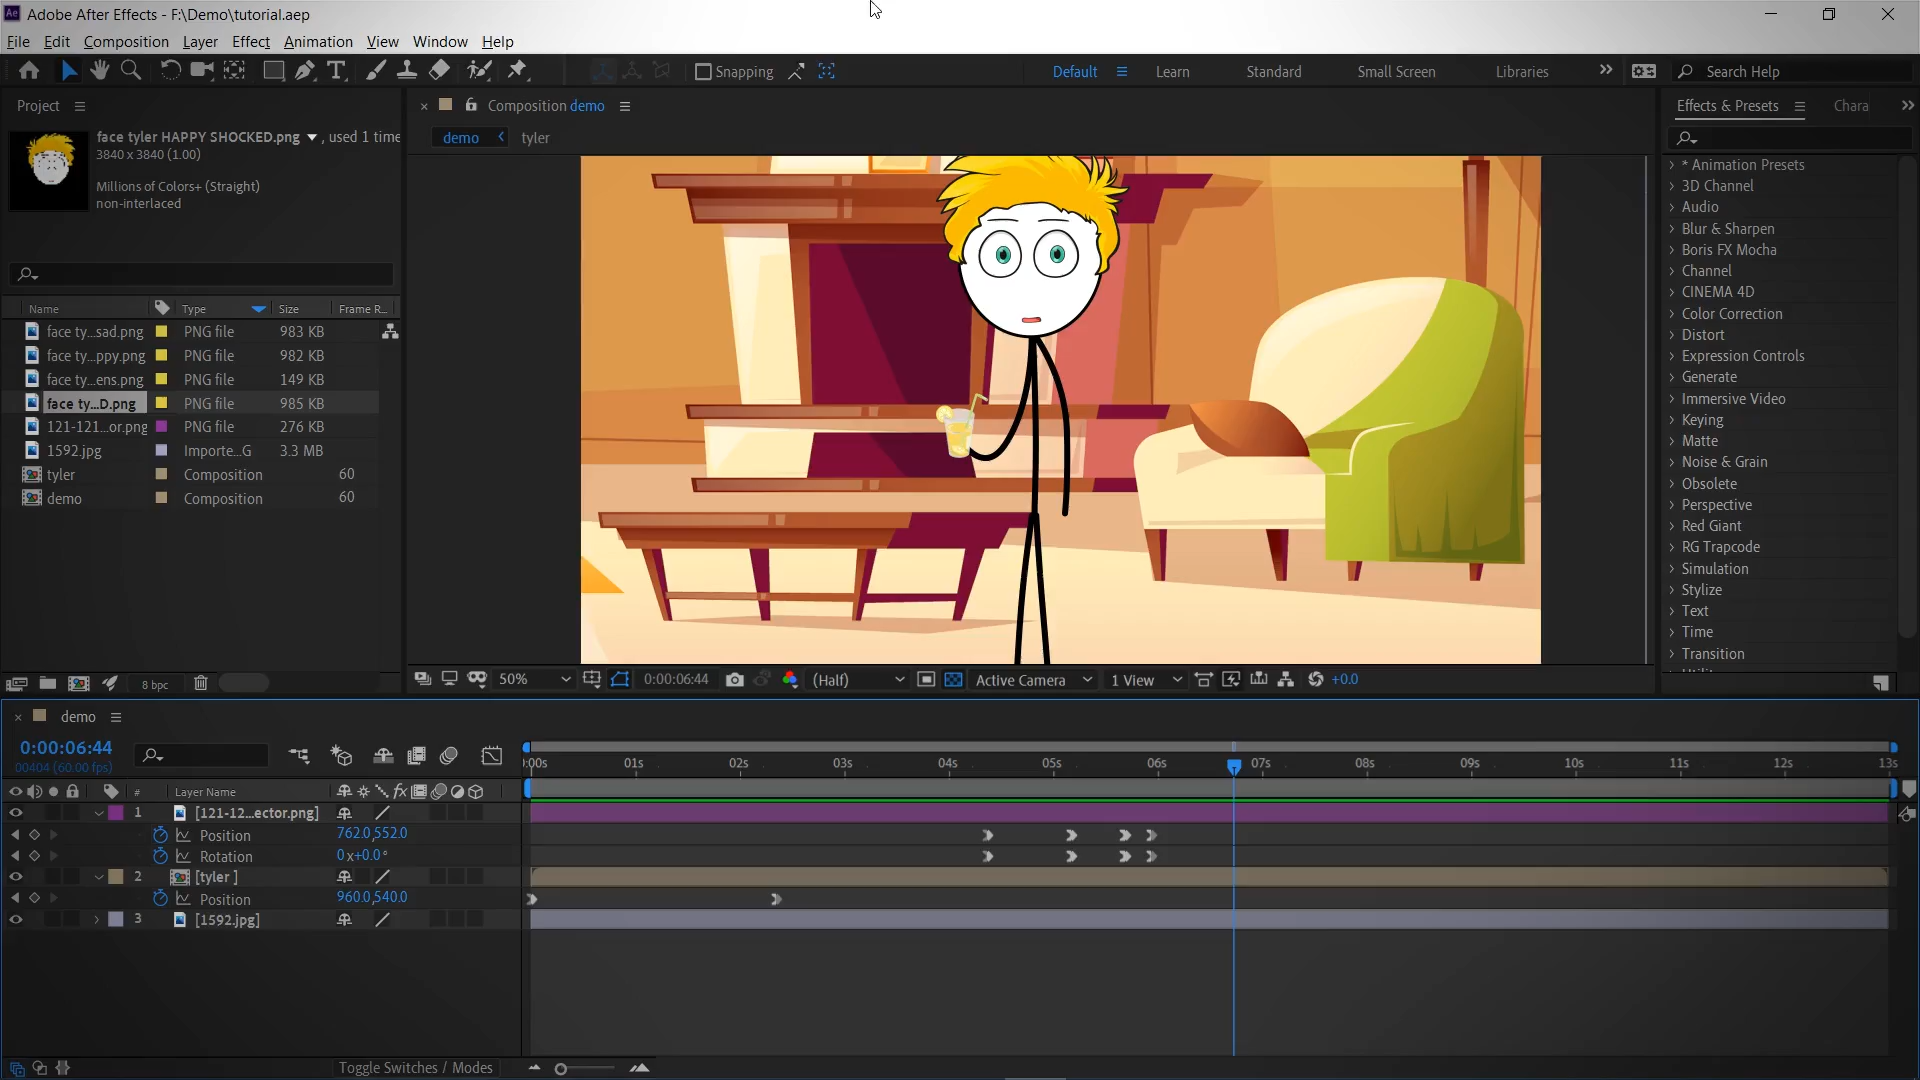 Adobe After Effects - F:\Demo\tutorial.aep
File Edit Composition Layer Effect Animation View Window Help
Snapping Default Learn Standard Small Screen Libraries Search Help
Project
face tyler HAPPY SHOCKED.png , used 1 time
3840 x 3840 (1.00)
Millions of Colors+ (Straight)
non-interlaced
Name Type Size Frame R...
face ty...sad.png PNG file 983 KB
face ty...ppy.png PNG file 982 KB
face ty...ens.png PNG file 149 KB
face ty...D.png PNG file 985 KB
121-121...or.png PNG file 276 KB
1592.jpg Importe...G 3.3 MB
tyler Composition 60
demo Composition 60
8 bpc
Composition demo
demo tyler
50% 0:00:06:44 (Half) Active Camera 1 View +0.0
Effects & Presets Chara
* Animation Presets
3D Channel
Audio
Blur & Sharpen
Boris FX Mocha
Channel
CINEMA 4D
Color Correction
Distort
Expression Controls
Generate
Immersive Video
Keying
Matte
Noise & Grain
Obsolete
Perspective
Red Giant
RG Trapcode
Simulation
Stylize
Text
Time
Transition
demo
0:00:06:44
00404 (60.00 fps)
):00s 01s 02s 03s 04s 05s 06s 07s 08s 09s 10s 11s 12s 13s
# Layer Name
1 [121-12...ector.png]
Position 762.0,552.0
Rotation 0x+0.0°
2 [tyler ]
Position 960.0,540.0
3 [1592.jpg]
Toggle Switches / Modes